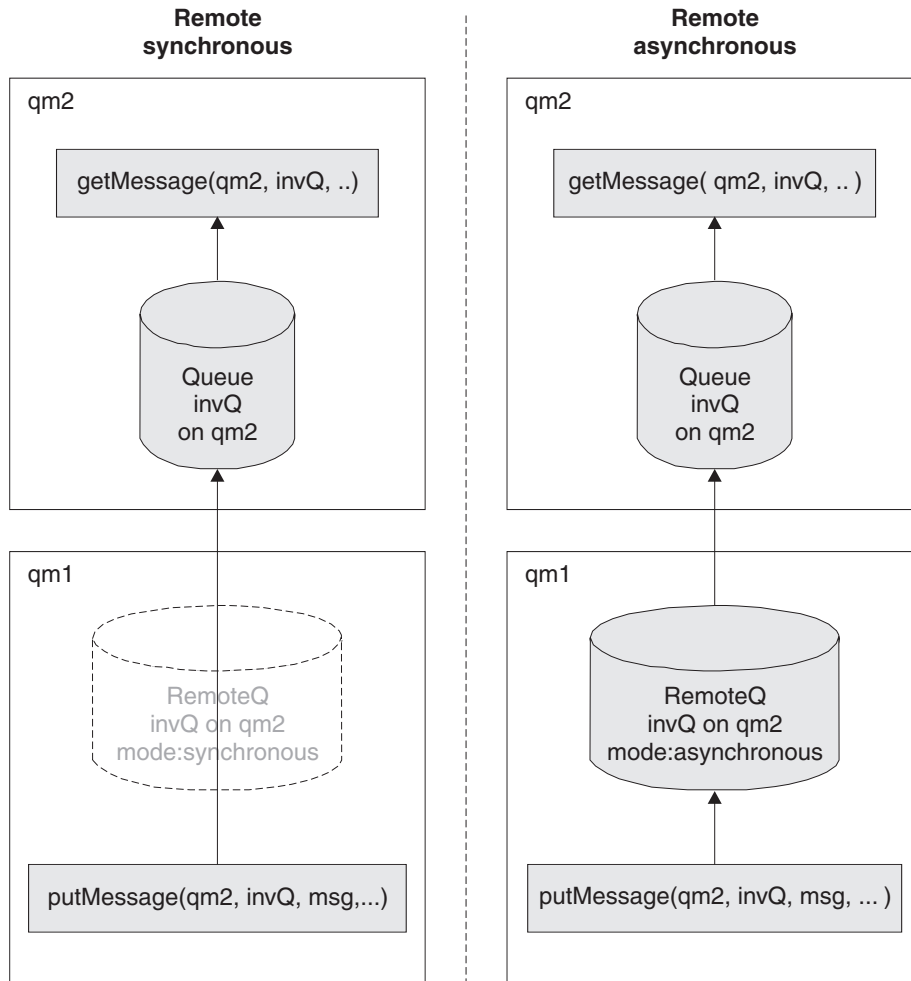 Remote
synchronous
qm2
getMessage(qm2, invQ, ..)
Queue
invQ
on qm2
qm1
RemoteQ
invQ on qm2
mode:synchronous
putMessage(qm2, invQ, msg,...)
Remote
asynchronous
qm2
getMessage( qm2, invQ, .. )
Queue
invQ
on qm2
qm1
RemoteQ
invQ on qm2
mode:asynchronous
putMessage(qm2, invQ, msg, ... )